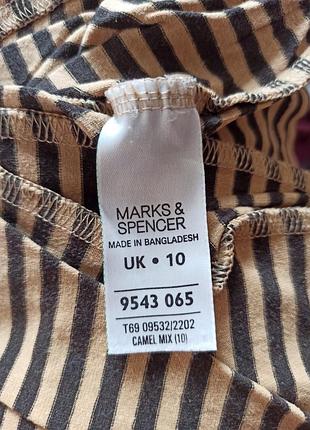 MARKS &
SPENCER
MADE IN BANGLADESH
UK • 10
9543 065
T69 09532/2202
CAMEL MIX (10)